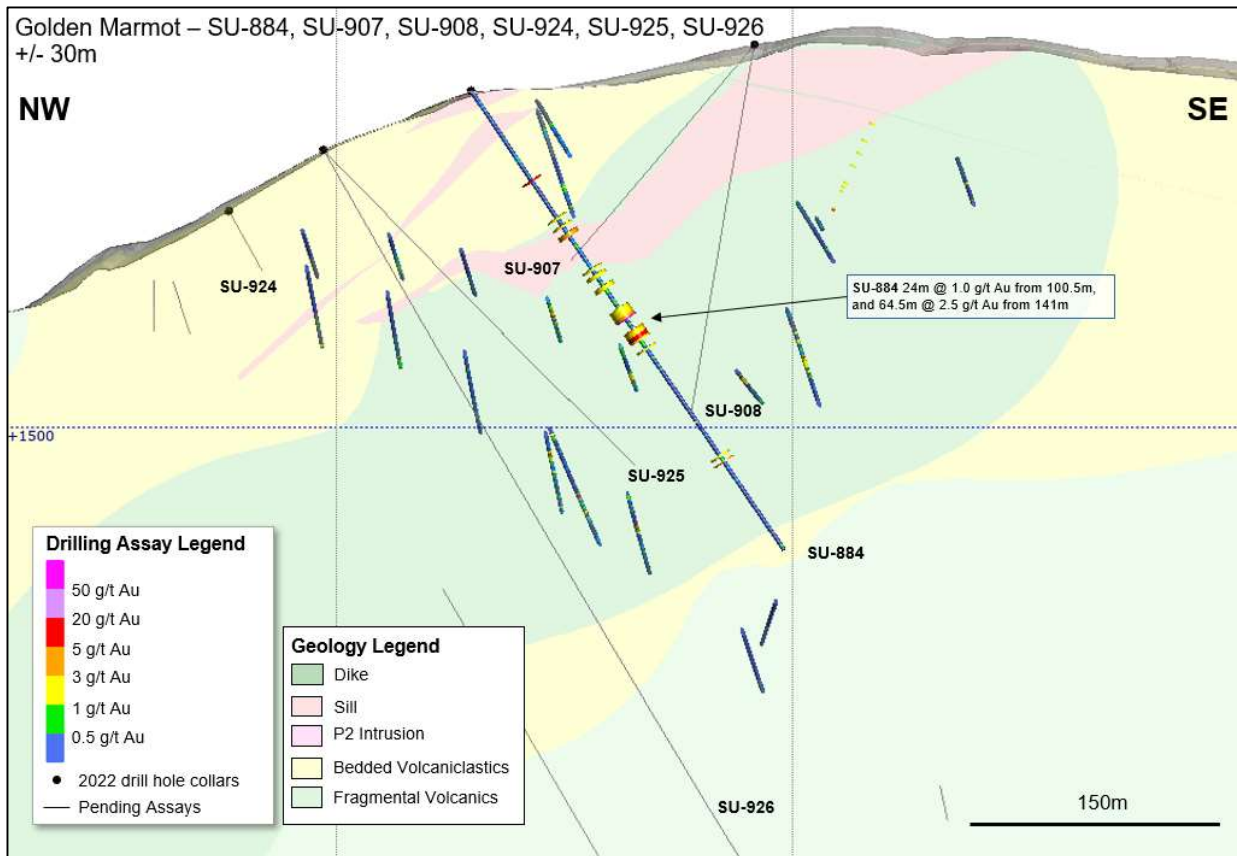 Golden Marmot – SU-884, SU-907, SU-908, SU-924, SU-925, SU-926
+/- 30m
NW
SE
SU-924
SU-907
SU-884 24m @ 1.0 g/t Au from 100.5m,
and 64.5m @ 2.5 g/t Au from 141m
SU-908
+1500
SU-925
SU-884
Drilling Assay Legend
50 g/t Au
20 g/t Au
5 g/t Au
3 g/t Au
1 g/t Au
0.5 g/t Au
2022 drill hole collars
Pending Assays
Geology Legend
Dike
Sill
P2 Intrusion
Bedded Volcaniclastics
Fragmental Volcanics
SU-926
150m